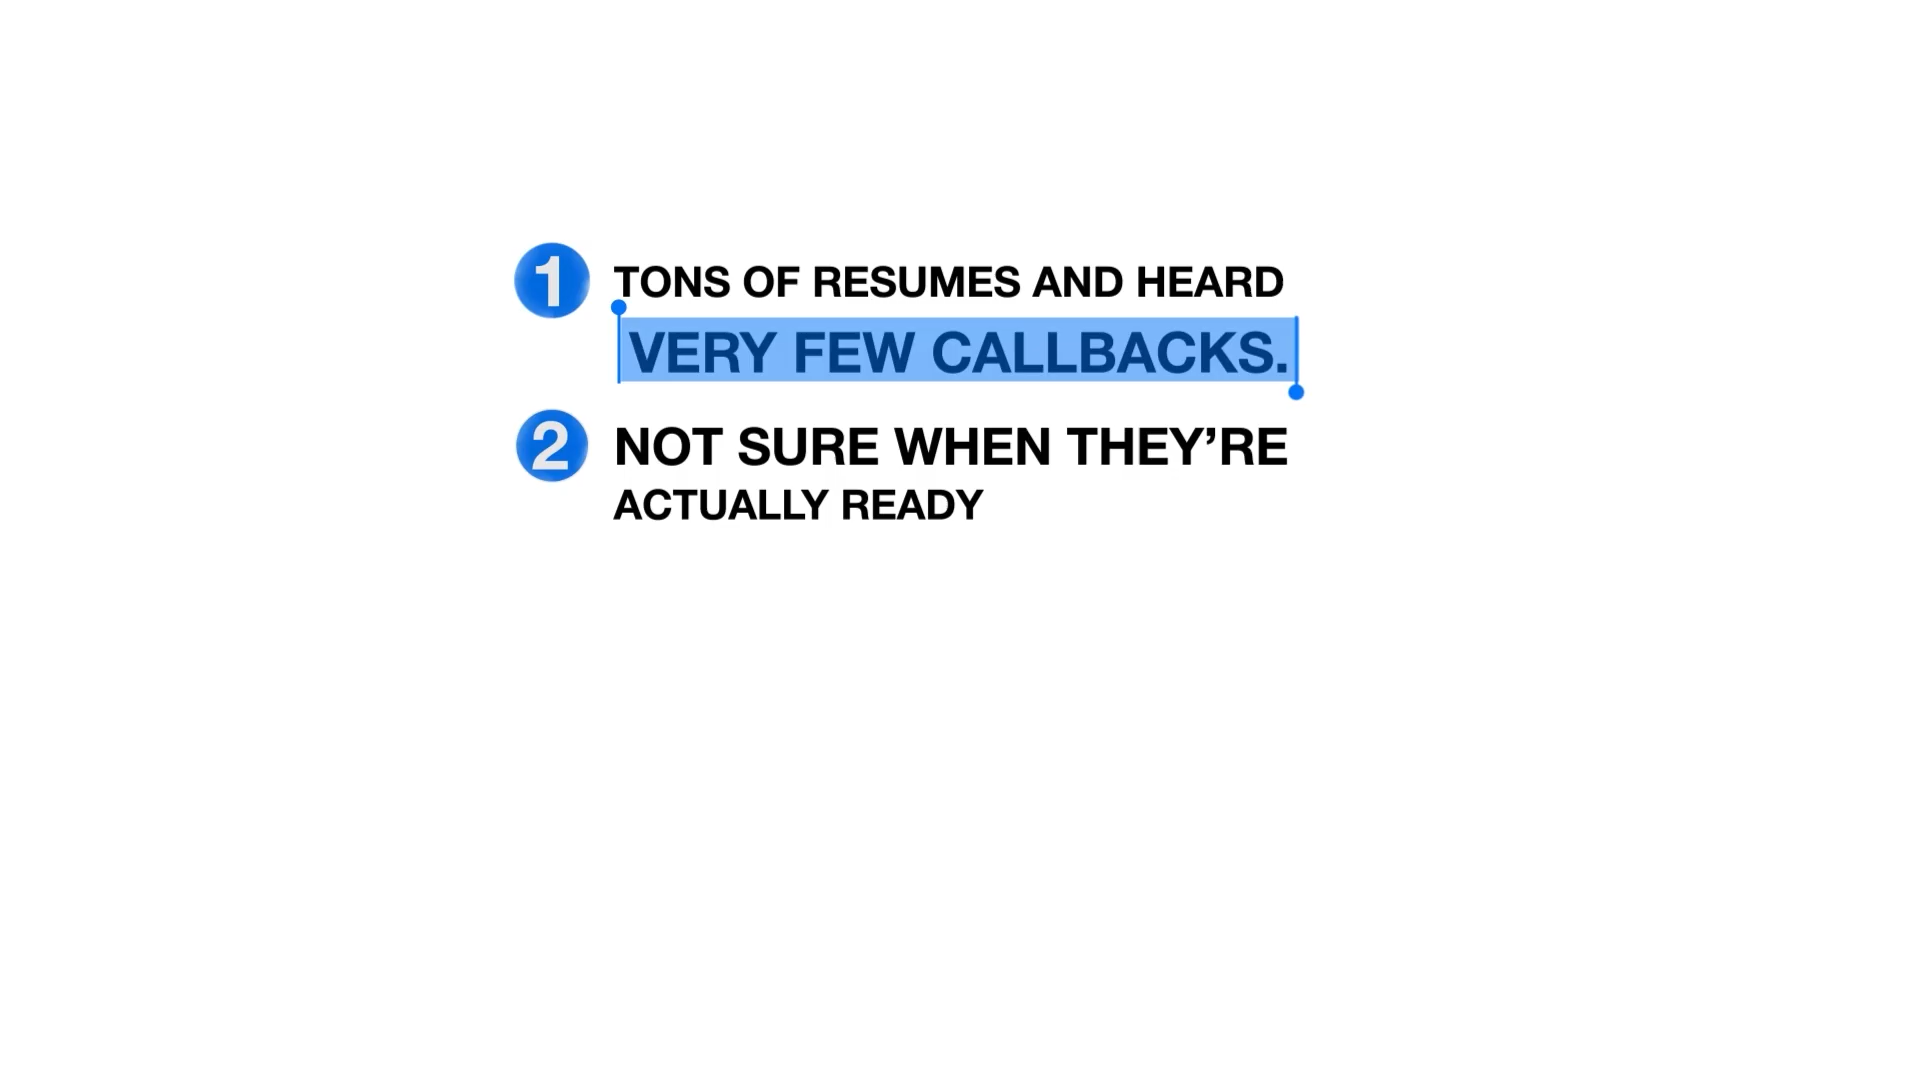 1 TONS OF RESUMES AND HEARD
VERY FEW CALLBACKS.
2 NOT SURE WHEN THEY’RE
ACTUALLY READY